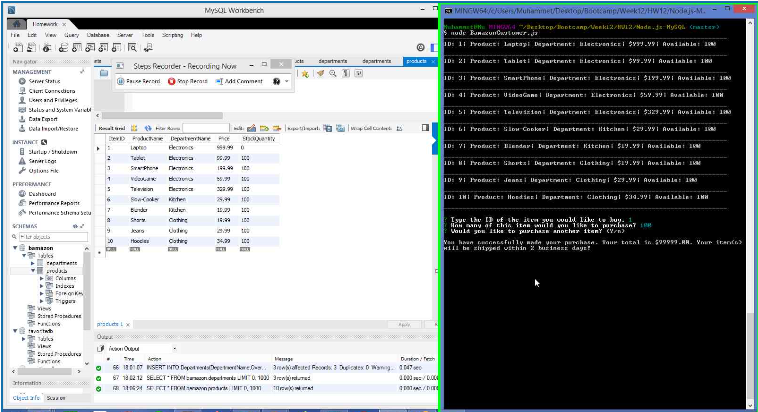 MySQL Workbench
Homework
File Edit View Query Database Server Tools Scripting Help
Navigator
MANAGEMENT
Server Status
Client Connections
Users and Privileges
Status and System Variabl
Data Export
Data Import/Restore
INSTANCE
Startup / Shutdown
Server Logs
Options File
PERFORMANCE
Dashboard
Performance Reports
Performance Schema Setu
SCHEMAS
Filter objects
bamazon
Tables
departments
products
Columns
Indexes
Foreign Key
Triggers
Views
Stored Procedures
Functions
favoritedb
Tables
Views
Stored Procedures
Functions
Information
Object Info Session
departments departments products
Steps Recorder - Recording Now
Pause Record Stop Record Add Comment
Result Grid Filter Rows: Edit: Export/Import: Wrap Cell Content:
ItemID ProductName DepartmentName Price StockQuantity
1 Laptop Electronics 999.99 0
2 Tablet Electronics 99.99 100
3 SmartPhone Electronics 199.99 100
4 VideoGame Electronics 59.99 100
5 Television Electronics 329.99 100
6 Slow-Cooker Kitchen 29.99 100
7 Blender Kitchen 19.99 100
8 Shorts Clothing 19.99 100
9 Jeans Clothing 29.99 100
10 Hoodies Clothing 34.99 100
NULL NULL NULL NULL NULL
products 1 x
Apply
Output
Action Output
# Time Action Message Duration / Fetch
66 18:01:07 INSERT INTO Departments(DepartmentName,Over... 3 row(s) affected Records: 3 Duplicates: 0 Warning... 0.047 sec
67 18:02:12 SELECT * FROM bamazon.departments LIMIT 0, 1000 3 row(s) returned 0.000 sec / 0.000
68 18:06:24 SELECT * FROM bamazon.products LIMIT 0, 1000 10 row(s) returned 0.000 sec / 0.000
MINGW64:/c/Users/Muhammet/Desktop/Bootcamp/Week12/HW12/Node.js-M...
MINGW64 ~/Desktop/Bootcamp/Week12/HW12/Node.js-MySQL (master)
$ node BamazonCustomer.js
ID: 1| Product: Laptop| Department: Electronics| $999.99| Available: 100
ID: 2| Product: Tablet| Department: Electronics| $99.99| Available: 100
ID: 3| Product: SmartPhone| Department: Electronics| $199.99| Available: 100
ID: 4| Product: VideoGame| Department: Electronics| $59.99| Available: 100
ID: 5| Product: Television| Department: Electronics| $329.99| Available: 100
ID: 6| Product: Slow-Cooker| Department: Kitchen| $29.99| Available: 100
ID: 7| Product: Blender| Department: Kitchen| $19.99| Available: 100
ID: 8| Product: Shorts| Department: Clothing| $19.99| Available: 100
ID: 9| Product: Jeans| Department: Clothing| $29.99| Available: 100
ID: 10| Product: Hoodies| Department: Clothing| $34.99| Available: 100
? Type the ID of the item you would like to buy. 1
? How many of this item would you like to purchase? 100
? Would you like to purchase another item? (Y/n)
You have successfully made your purchase. Your total is $99999.00. Your item(s)
will be shipped within 2 business days!